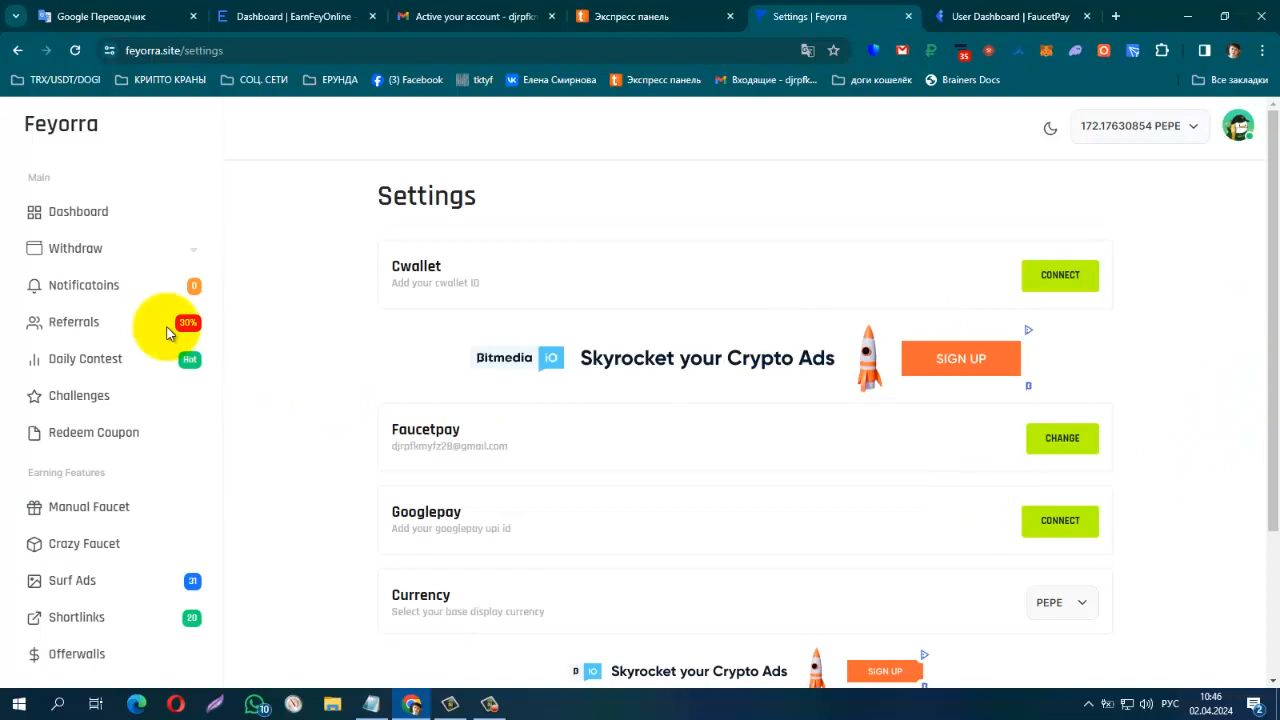 Google Переводчик
Dashboard | EarnFeyOnline -
Active your account - djrpfkm
Экспресс панель
Settings | Feyorra
User Dashboard | FaucetPay
feyorra.site/settings
35
TRX/USDT/DOGI
КРИПТО КРАНЫ
СОЦ. СЕТИ
ЕРУНДА
(3) Facebook
tktyf
Елена Смирнова
Экспресс панель
Входящие - djrpfk...
доги кошелёк
Brainers Docs
Все закладки
Feyorra
172.17630854 PEPE
Main
Settings
Dashboard
Withdraw
Cwallet
Add your cwallet ID
CONNECT
Notificatoins
0
Referrals
30%
Bitmedia IO
Skyrocket your Crypto Ads
SIGN UP
Daily Contest
Hot
Challenges
Redeem Coupon
Faucetpay
djrpfkmyfz28@gmail.com
CHANGE
Earning Features
Manual Faucet
Googlepay
Add your googlepay upi id
CONNECT
Crazy Faucet
Surf Ads
31
Currency
Select your base display currency
PEPE
Shortlinks
20
Offerwalls
B IO
Skyrocket your Crypto Ads
SIGN UP
10
РУС
10:46
02.04.2024
2